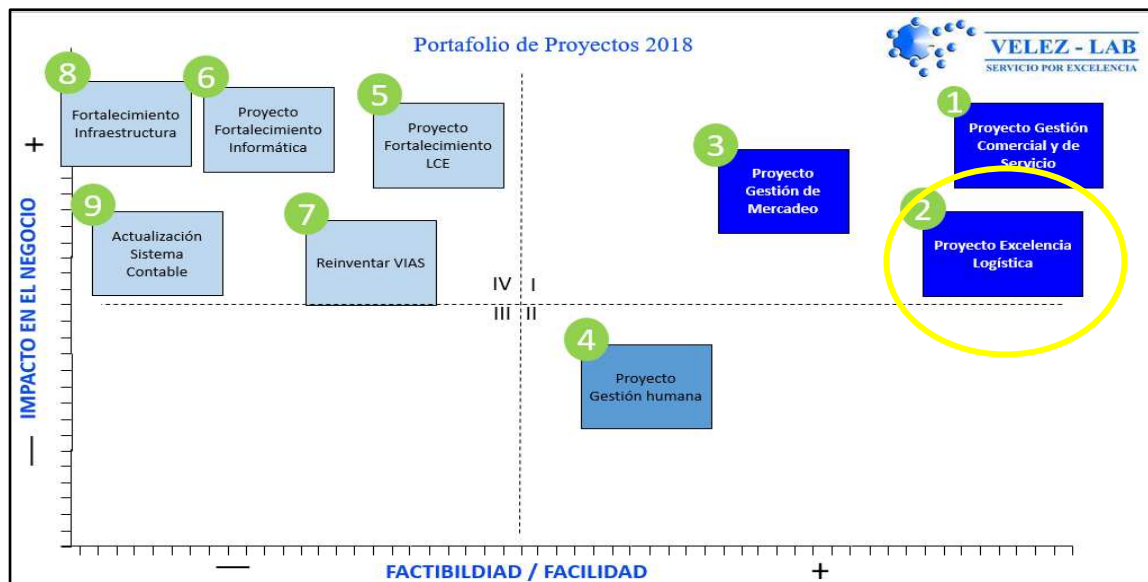 Portafolio de Proyectos 2018
VELEZ - LAB
SERVICIO POR EXCELENCIA
8
Fortalecimiento
Infraestructura
6
Proyecto
Fortalecimiento
Informática
5
Proyecto
Fortalecimiento
LCE
3
Proyecto
Gestión de
Mercadeo
1
Proyecto Gestión
Comercial y de
Servicio
9
Actualización
Sistema
Contable
7
Reinventar VIAS
2
Proyecto Excelencia
Logística
IV I
III II
4
Proyecto
Gestión humana
+
IMPACTO EN EL NEGOCIO
—
—
FACTIBILDIAD / FACILIDAD
+